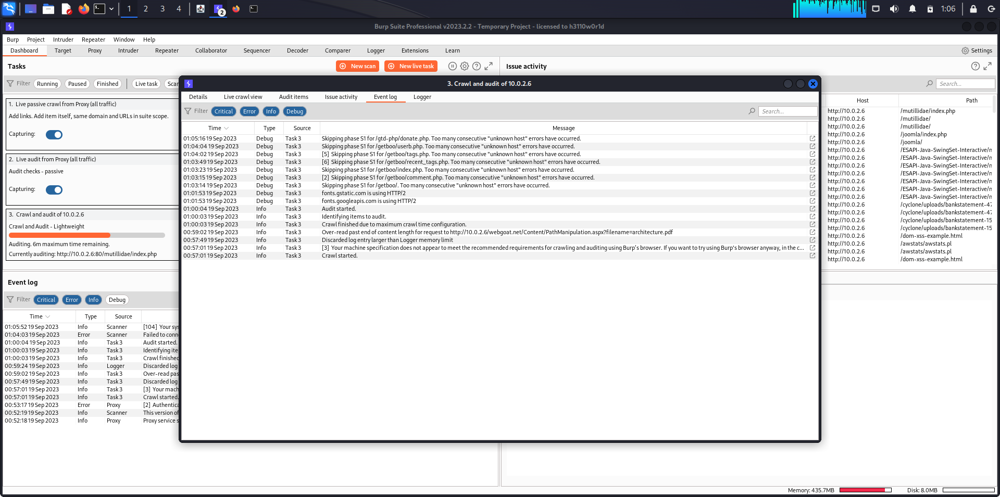 1 2 3 4 2 1:06
Burp Suite Professional v2023.2.2 - Temporary Project - licensed to h3110w0r1d
Burp Project Intruder Repeater Window Help
Dashboard Target Proxy Intruder Repeater Collaborator Sequencer Decoder Comparer Logger Extensions Learn Settings
Tasks New scan New live task
Filter Running Paused Finished Live task
1. Live passive crawl from Proxy (all traffic)
Add links. Add item itself, same domain and URLs in suite scope.
Capturing:
2. Live audit from Proxy (all traffic)
Audit checks - passive
Capturing:
3. Crawl and audit of 10.0.2.6
Crawl and Audit - Lightweight
Auditing. 6m maximum time remaining.
Currently auditing: http://10.0.2.6:80/mutillidae/index.php
Event log
Filter Critical Error Info Debug
Time Type Source
01:05:52 19 Sep 2023 Info Scanner [104] Your sys
01:04:03 19 Sep 2023 Error Scanner Failed to conn
01:00:04 19 Sep 2023 Info Task 3 Audit started.
01:00:03 19 Sep 2023 Info Task 3 Identifying ite
01:00:03 19 Sep 2023 Info Task 3 Crawl finished
00:59:24 19 Sep 2023 Info Logger Discarded log
00:59:02 19 Sep 2023 Info Task 3 Over-read pas
00:57:49 19 Sep 2023 Info Task 3 Discarded log
00:57:01 19 Sep 2023 Info Task 3 [3] Your mach
00:57:01 19 Sep 2023 Info Task 3 Crawl started.
00:53:17 19 Sep 2023 Error Proxy [2] Authentica
00:52:19 19 Sep 2023 Info Scanner This version of
00:52:18 19 Sep 2023 Info Proxy Proxy service s
3. Crawl and audit of 10.0.2.6
Details Live crawl view Audit items Issue activity Event log Logger
Filter Critical Error Info Debug Search...
Time Type Source Message
01:05:16 19 Sep 2023 Debug Task 3 Skipping phase S1 for /gtd-php/donate.php. Too many consecutive "unknown host" errors have occurred.
01:04:04 19 Sep 2023 Debug Task 3 Skipping phase S1 for /getboo/userb.php. Too many consecutive "unknown host" errors have occurred.
01:04:02 19 Sep 2023 Debug Task 3 [5] Skipping phase S1 for /getboo/tags.php. Too many consecutive "unknown host" errors have occurred.
01:03:49 19 Sep 2023 Debug Task 3 [6] Skipping phase S1 for /getboo/recent_tags.php. Too many consecutive "unknown host" errors have occurred.
01:03:23 19 Sep 2023 Debug Task 3 Skipping phase S1 for /getboo/index.php. Too many consecutive "unknown host" errors have occurred.
01:03:15 19 Sep 2023 Debug Task 3 [2] Skipping phase S1 for /getboo/comment.php. Too many consecutive "unknown host" errors have occurred.
01:03:14 19 Sep 2023 Debug Task 3 Skipping phase S1 for /getboo/. Too many consecutive "unknown host" errors have occurred.
01:01:53 19 Sep 2023 Debug Task 3 fonts.gstatic.com is using HTTP/2
01:01:53 19 Sep 2023 Debug Task 3 fonts.googleapis.com is using HTTP/2
01:00:04 19 Sep 2023 Info Task 3 Audit started.
01:00:03 19 Sep 2023 Info Task 3 Identifying items to audit.
01:00:03 19 Sep 2023 Info Task 3 Crawl finished due to maximum crawl time configuration.
00:59:02 19 Sep 2023 Info Task 3 Over-read past end of content length for request to http://10.0.2.6/webgoat.net/Content/PathManipulation.aspx?filename=architecture.pdf
00:57:49 19 Sep 2023 Info Task 3 Discarded log entry larger than Logger memory limit
00:57:01 19 Sep 2023 Info Task 3 [3] Your machine specification does not appear to meet the recommended requirements for crawling and auditing using Burp's browser. If you want to try using Burp's browser anyway, in the c...
00:57:01 19 Sep 2023 Info Task 3 Crawl started.
Issue activity
Search...
Host Path
http://10.0.2.6 /mutillidae/index.php
http://10.0.2.6 /mutillidae/
http://10.0.2.6 /mutillidae/
http://10.0.2.6 /joomla/index.php
http://10.0.2.6 /joomla/
http://10.0.2.6 /ESAPI-Java-SwingSet-Interactive/
http://10.0.2.6 /ESAPI-Java-SwingSet-Interactive/
http://10.0.2.6 /ESAPI-Java-SwingSet-Interactive/
http://10.0.2.6 /ESAPI-Java-SwingSet-Interactive/
http://10.0.2.6 /ESAPI-Java-SwingSet-Interactive/
http://10.0.2.6 /ESAPI-Java-SwingSet-Interactive/
http://10.0.2.6 /ESAPI-Java-SwingSet-Interactive/
http://10.0.2.6 /cyclone/uploads/bankstatement-47
http://10.0.2.6 /cyclone/uploads/bankstatement-47
http://10.0.2.6 /cyclone/uploads/bankstatement-15
http://10.0.2.6 /cyclone/uploads/bankstatement-15
http://10.0.2.6 /dom-xss-example.html
http://10.0.2.6 /awstats/awstats.pl
http://10.0.2.6 /awstats/awstats.pl
http://10.0.2.6 /dom-xss-example.html
Memory: 435.7MB Disk: 8.0MB